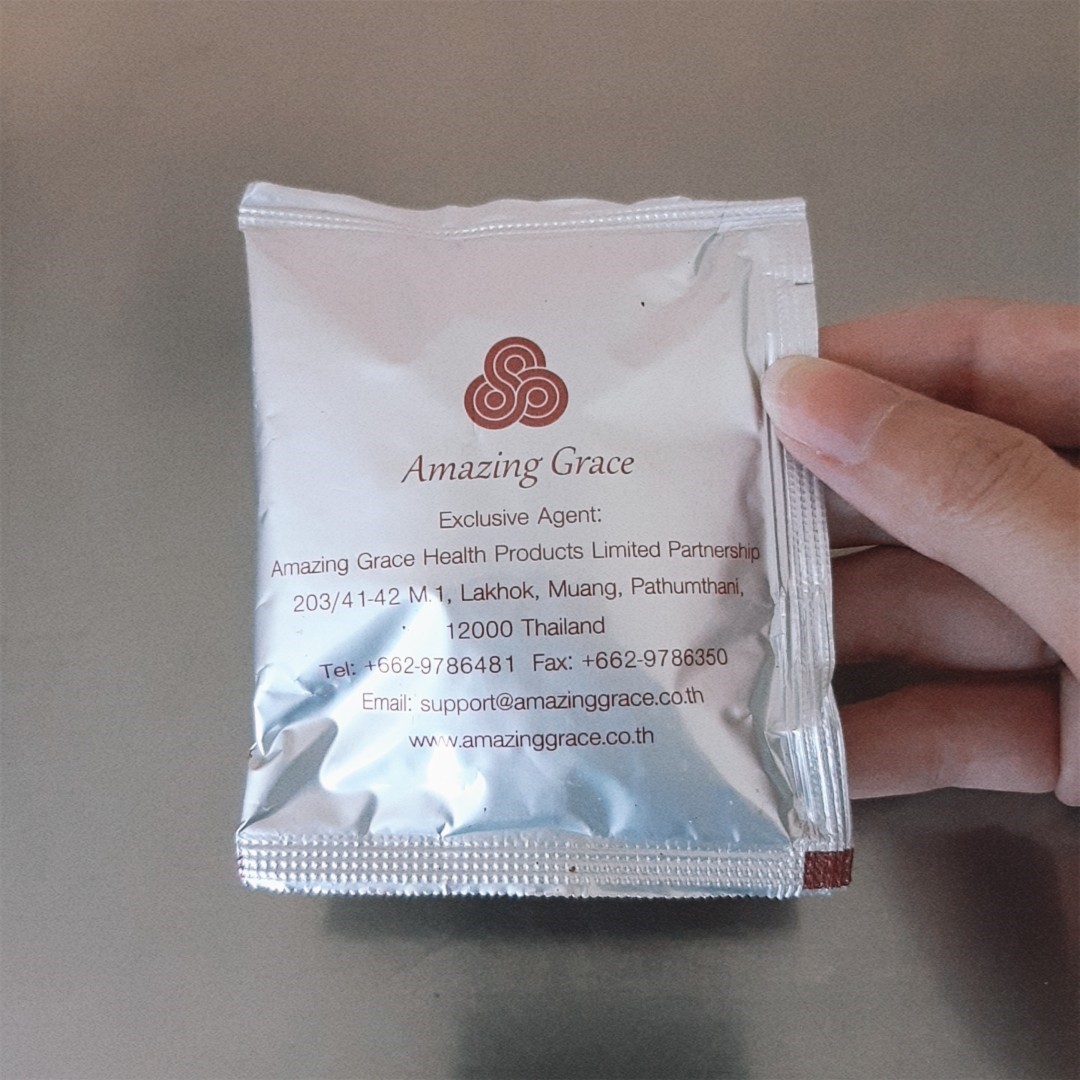 Amazing Grace
Exclusive Agent:
Amazing Grace Health Products Limited Partnership
203/41-42 M.1, Lakhok, Muang, Pathumthani,
12000 Thailand
Tel: +662-9786481 Fax: +662-9786350
Email: support@amazinggrace.co.th
www.amazinggrace.co.th